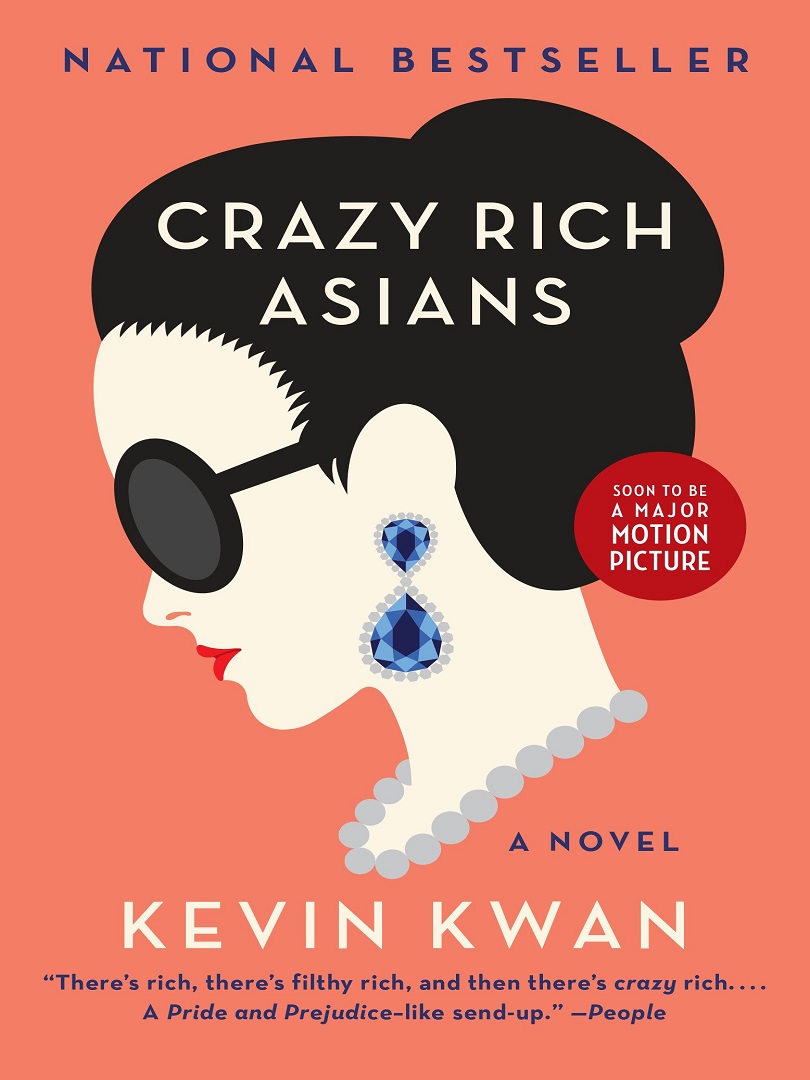 NATIONAL BESTSELLER
CRAZY RICH
ASIANS
SOON TO BE
A MAJOR
MOTION
PICTURE
A NOVEL
KEVIN KWAN
“There’s rich, there’s filthy rich, and then there’s crazy rich....
A Pride and Prejudice–like send-up.” —People